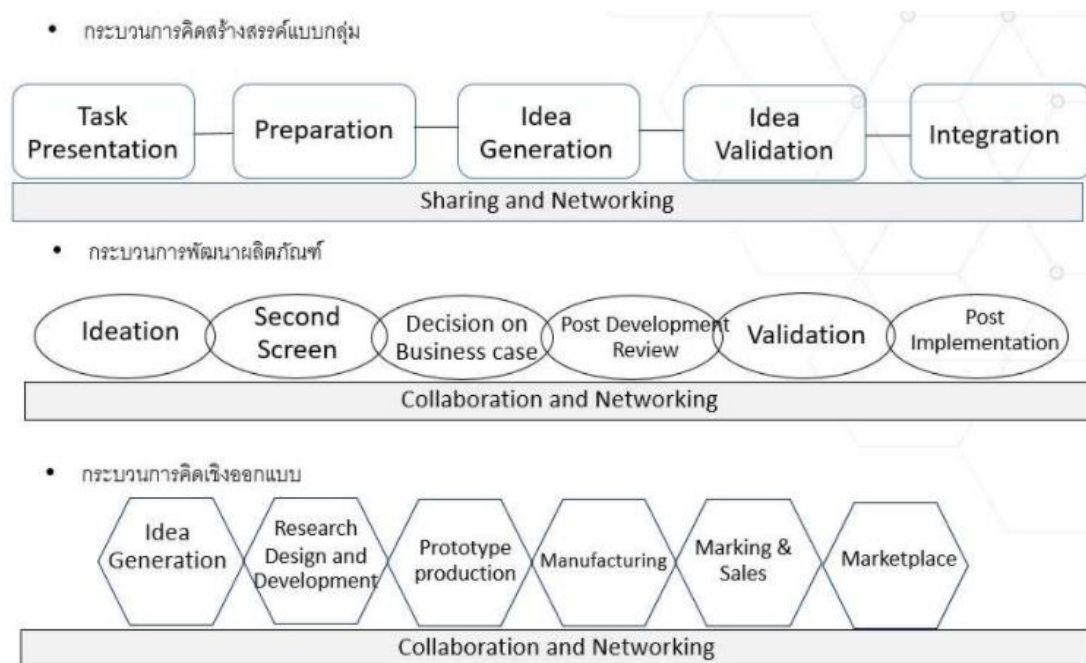 • กระบวนการคิดสร้างสรรค์แบบกลุ่ม
Task
Presentation
Preparation
Idea
Generation
Idea
Validation
Integration
Sharing and Networking
• กระบวนการพัฒนาผลิตภัณฑ์
Ideation
Second
Screen
Decision on
Business case
Post Development
Review
Validation
Post
Implementation
Collaboration and Networking
• กระบวนการคิดเชิงออกแบบ
Idea
Generation
Research
Design and
Development
Prototype
production
Manufacturing
Marking &
Sales
Marketplace
Collaboration and Networking